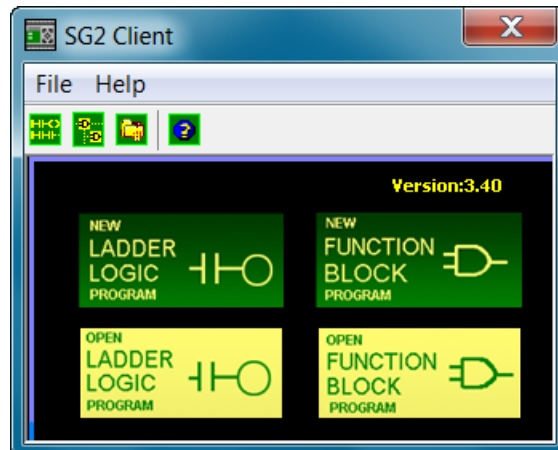 SG2 Client
File Help
Version:3.40
NEW
LADDER
LOGIC
PROGRAM
NEW
FUNCTION
BLOCK
PROGRAM
OPEN
LADDER
LOGIC
PROGRAM
OPEN
FUNCTION
BLOCK
PROGRAM